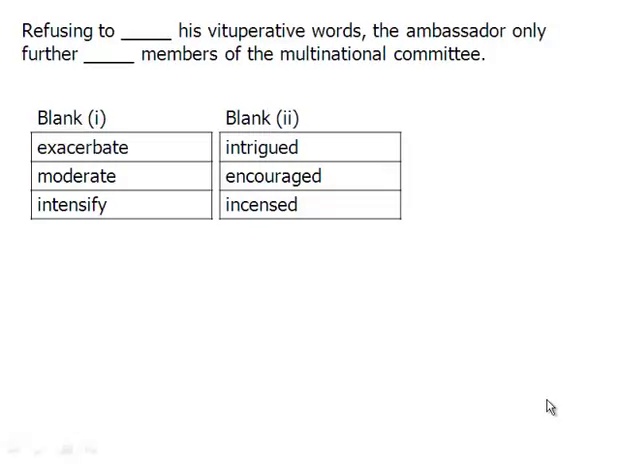 Refusing to _____ his vituperative words, the ambassador only
further _____ members of the multinational committee.
Blank (i) Blank (ii)
exacerbate intrigued
moderate encouraged
intensify incensed